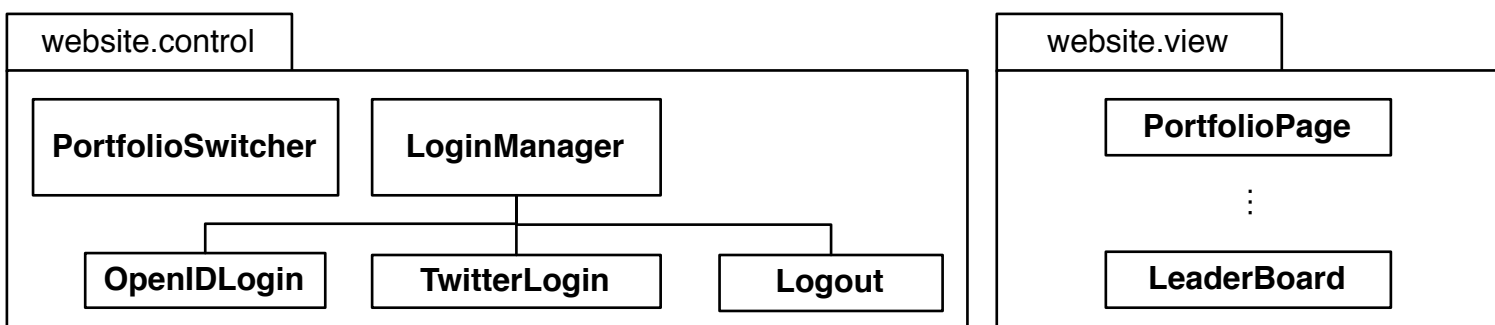 website.control
PortfolioSwitcher
LoginManager
OpenIDLogin
TwitterLogin
Logout
website.view
PortfolioPage
⋮
LeaderBoard